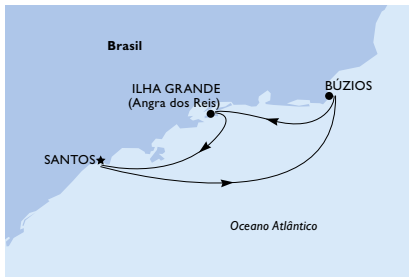 Brasil
ILHA GRANDE
(Angra dos Reis)
BÚZIOS
SANTOS
Oceano Atlântico